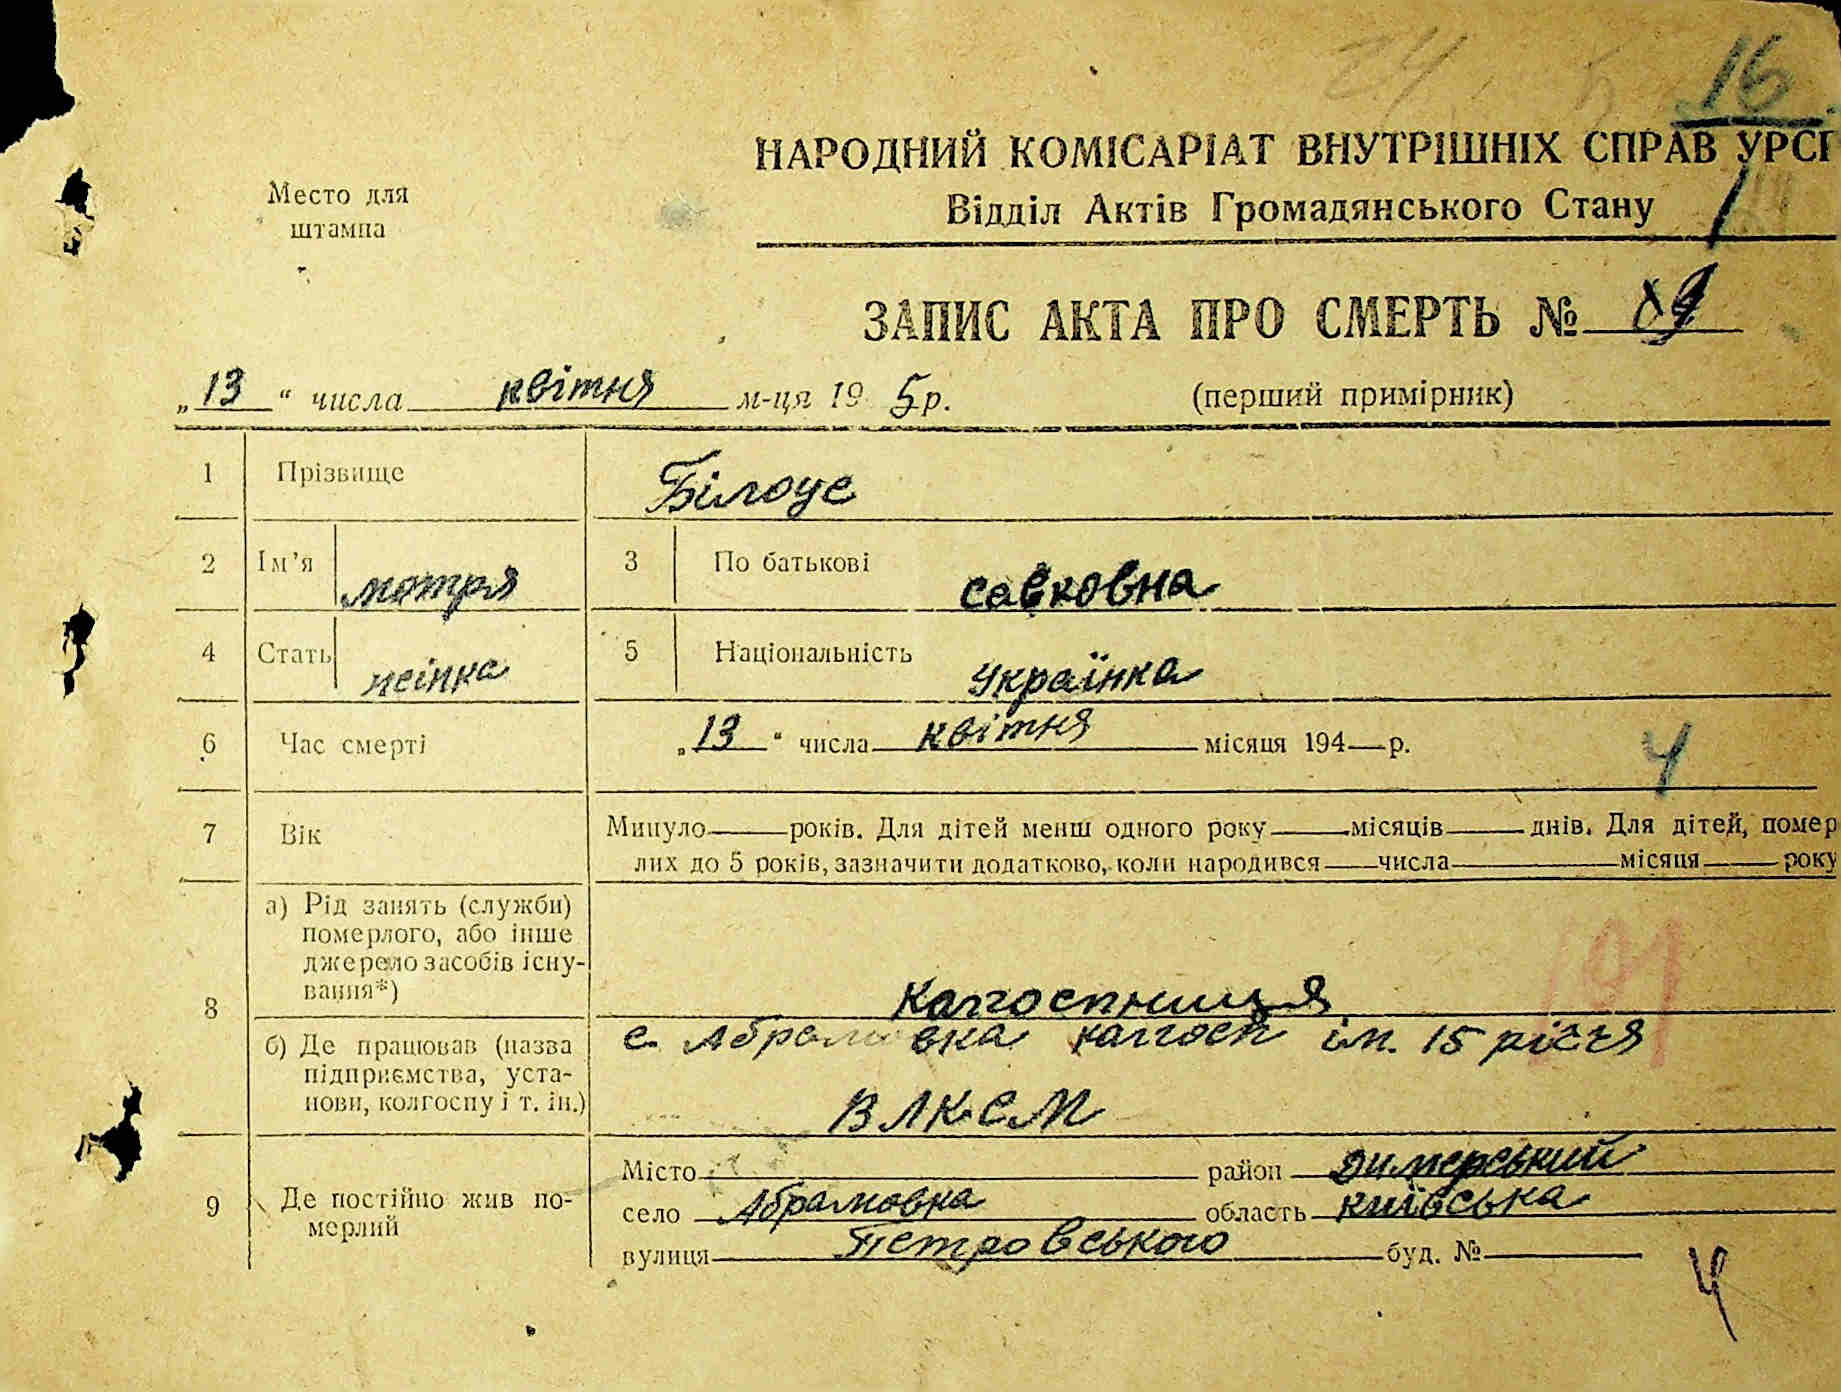 16
НАРОДНИЙ КОМІСАРІАТ ВНУТРІШНІХ СПРАВ УРСР
Место для штампа
Відділ Актів Громадянського Стану
ЗАПИС АКТА ПРО СМЕРТЬ №
„13“ числа квітня м-ця 19 5р. (перший примірник)
1 Прізвище Білоус
2 Ім'я мотря 3 По батькові савковна
4 Стать жінка 5 Національність українка
6 Час смерті „13“ числа квітня місяця 194—р.
4
7 Вік Минуло——років. Для дітей менш одного року——місяців——днів. Для дітей, помер
лих до 5 років, зазначити додатково, коли народився——числа——місяця——року
8 а) Рід занять (служби) померлого, або інше джерело засобів існування*) Колгоспниця
б) Де працював (назва підприємства, установи, колгоспу і т. ін.) с. Абрамовка колгосп ім. 15 річчя
ВЛКСМ
9 Де постійно жив померлий
Місто район Димерський
село Абрамовка область київська
вулиця Петровського буд. №
4